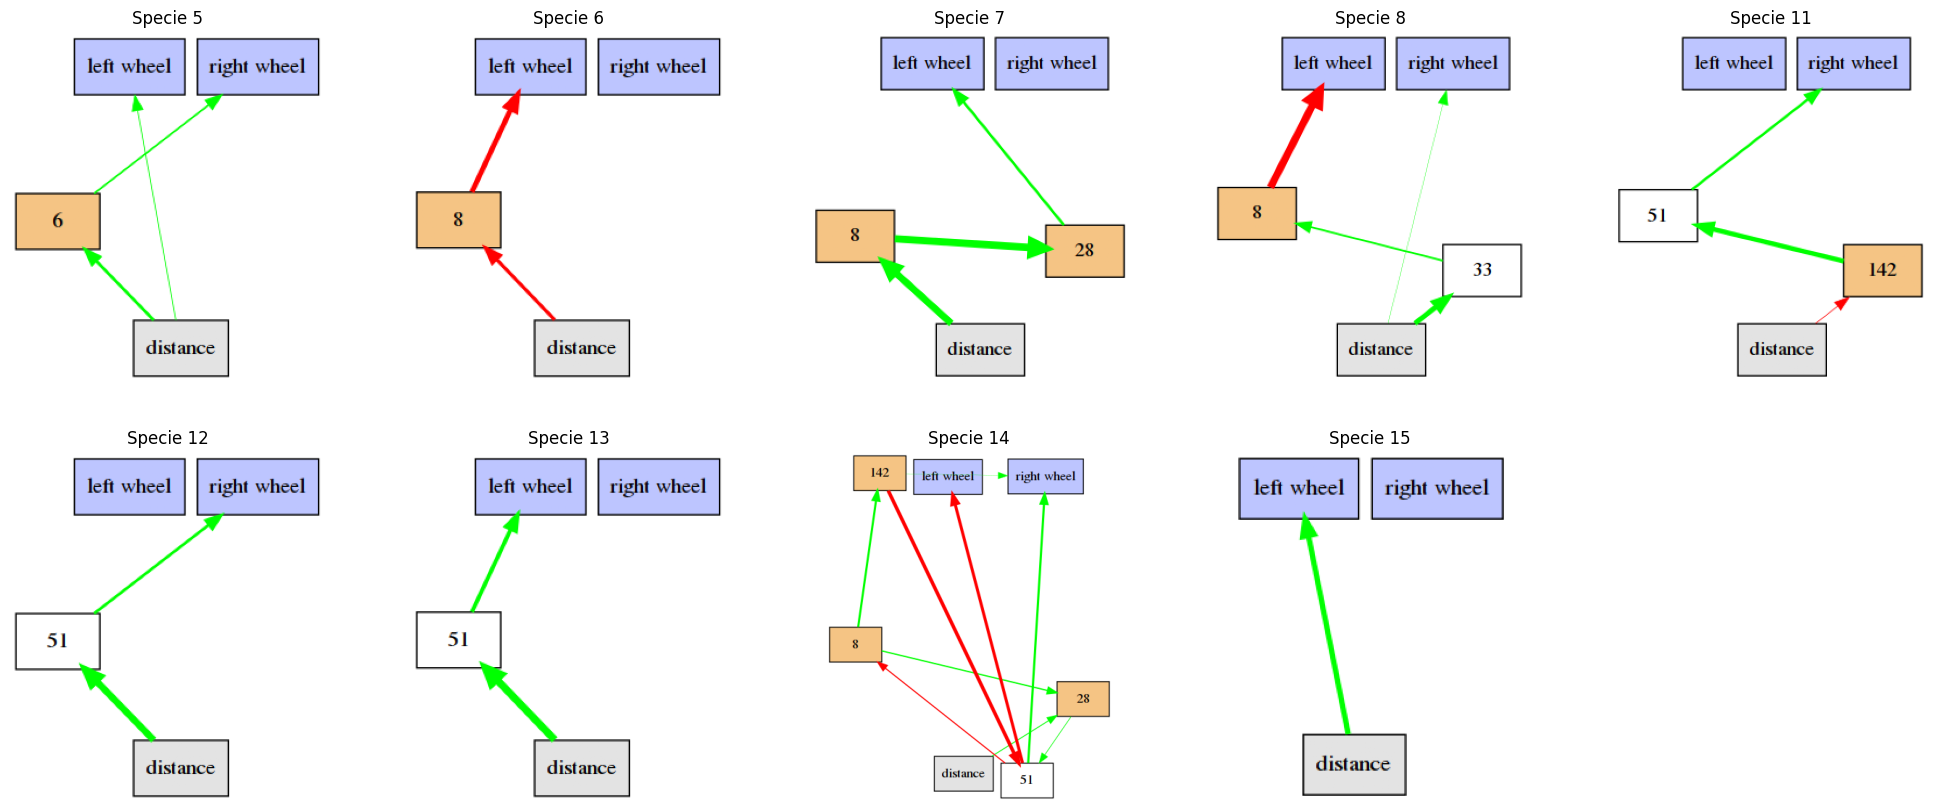 Specie 5
left wheel
right wheel
6
distance
Specie 6
left wheel
right wheel
8
distance
Specie 7
left wheel
right wheel
8
28
distance
Specie 8
left wheel
right wheel
8
33
distance
Specie 11
left wheel
right wheel
51
142
distance
Specie 12
left wheel
right wheel
51
distance
Specie 13
left wheel
right wheel
51
distance
Specie 14
142
left wheel
right wheel
8
28
distance
51
Specie 15
left wheel
right wheel
distance